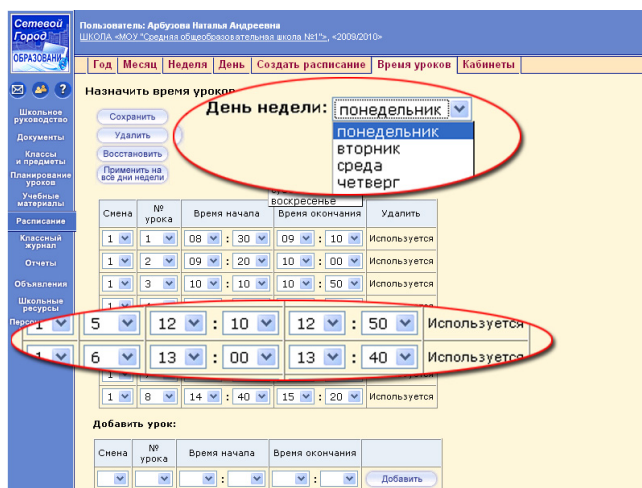 Сетевой
Город
ОБРАЗОВАНИЕ
Пользователь: Арбузова Наталья Андреевна
ШКОЛА «МОУ "Средняя общеобразовательная школа №1"», <2009/2010>
Год Месяц Неделя День Создать расписание Время уроков Кабинеты
Назначить время уроков
День недели: понедельник
понедельник
вторник
среда
четверг
воскресенье
Сохранить
Удалить
Восстановить
Применить на
все дни недели
Школьное
руководство
Документы
Классы
и предметы
Планирование
уроков
Учебные
материалы
Расписание
Классный
журнал
Отчеты
Объявления
Школьные
ресурсы
Смена № урока Время начала Время окончания Удалить
1 1 08 : 30 09 : 10 Используется
1 2 09 : 20 10 : 00 Используется
1 3 10 : 10 10 : 50 Используется
1 5 12 : 10 12 : 50 Используется
1 6 13 : 00 13 : 40 Используется
1 8 14 : 40 15 : 20 Используется
Добавить урок:
Смена № урока Время начала Время окончания
: : Добавить